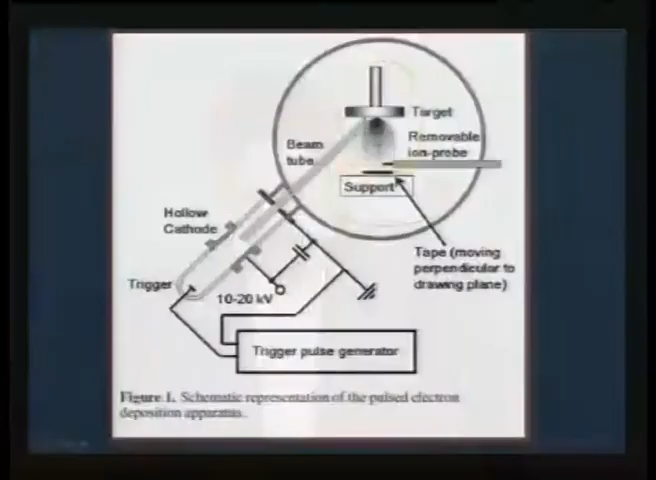 Target
Removable
ion-probe
Beam
tube
Support
Hollow
Cathode
Tape (moving
perpendicular to
drawing plane)
Trigger
10-20 kV
Trigger pulse generator
Figure 1. Schematic representation of the pulsed electron
deposition apparatus.